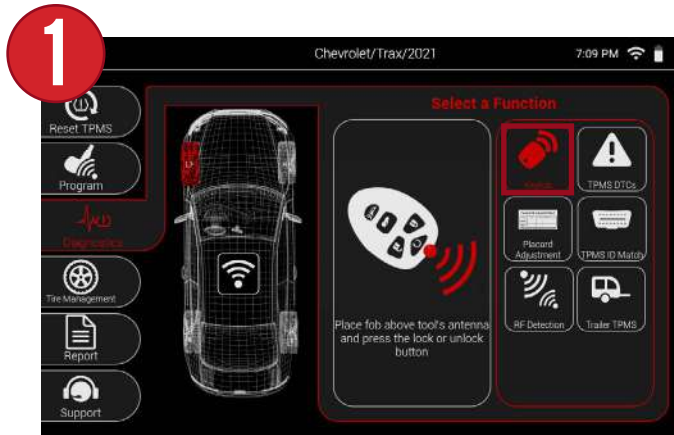 1
Chevrolet/Trax/2021
7:09 PM
Reset TPMS
Program
Diagnostics
Tire Management
Report
Support
Select a Function
Place fob above tool's antenna
and press the lock or unlock
button
TPMS DTCs
Placard
Adjustment
TPMS ID Match
RF Detection
Trailer TPMS